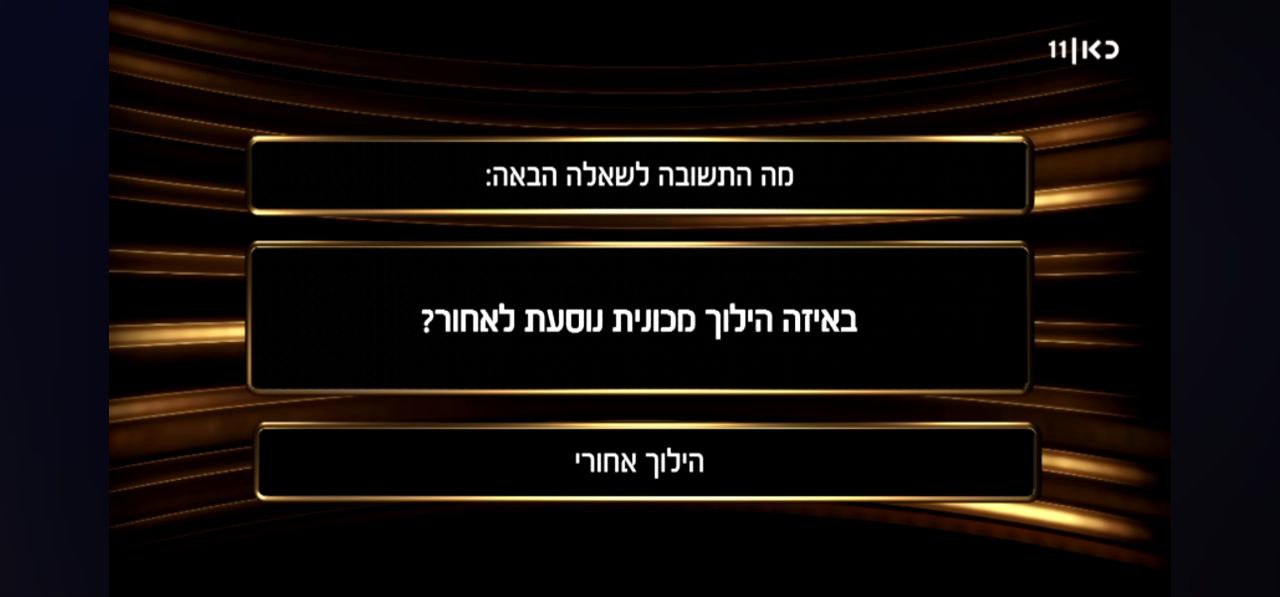 כאן|11
מה התשובה לשאלה הבאה:
באיזה הילוך מכונית נוסעת לאחור?
הילוך אחורי